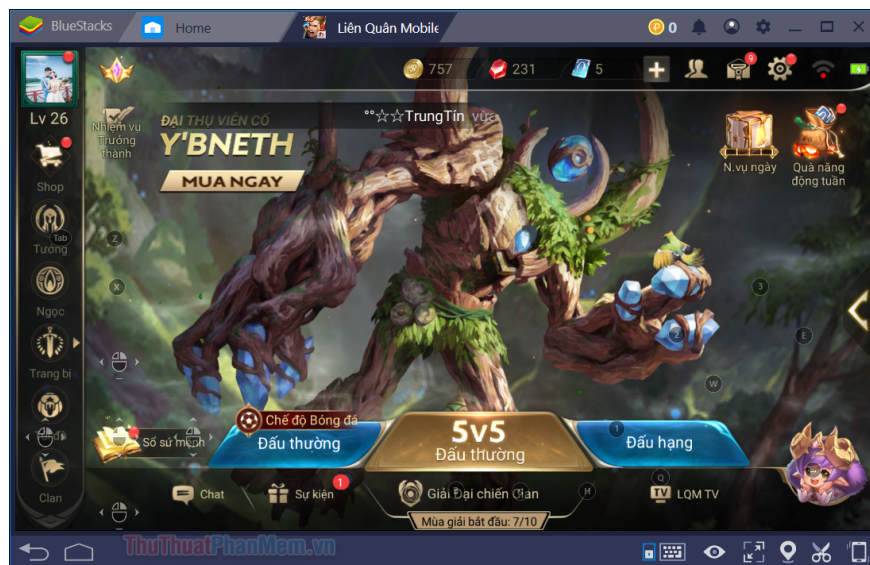 BlueStacks
Home
Liên Quân Mobile
0
757
231
5
9
Lv 26
Nhiệm vụ
Trưởng
thành
°°☆☆TrungTín vừa
ĐẠI THỤ VIỄN CỔ
Y'BNETH
MUA NGAY
N.vụ ngày
Quà năng
động tuần
Shop
Tướng
Tab
Z
Ngọc
X
3
Trang bị
2
E
W
Clan
Sổ sứ mệnh
Chế độ Bóng đá
Đấu thường
5v5
Đấu thường
1
Đấu hạng
Chat
Sự kiện
1
Giải Đại chiến Clan
H
Q
TV
LQM TV
Mùa giải bắt đầu: 7/10
ThuThuatPhanMem.vn